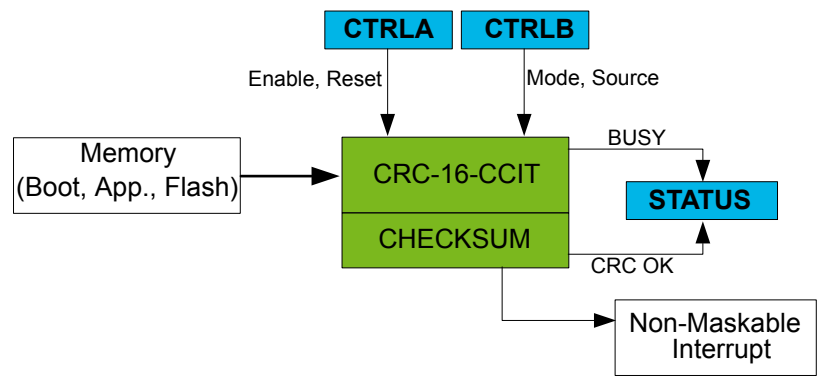 CTRLA
CTRLB
Enable, Reset
Mode, Source
Memory
(Boot, App., Flash)
CRC-16-CCIT
CHECKSUM
BUSY
STATUS
CRC OK
Non-Maskable
Interrupt